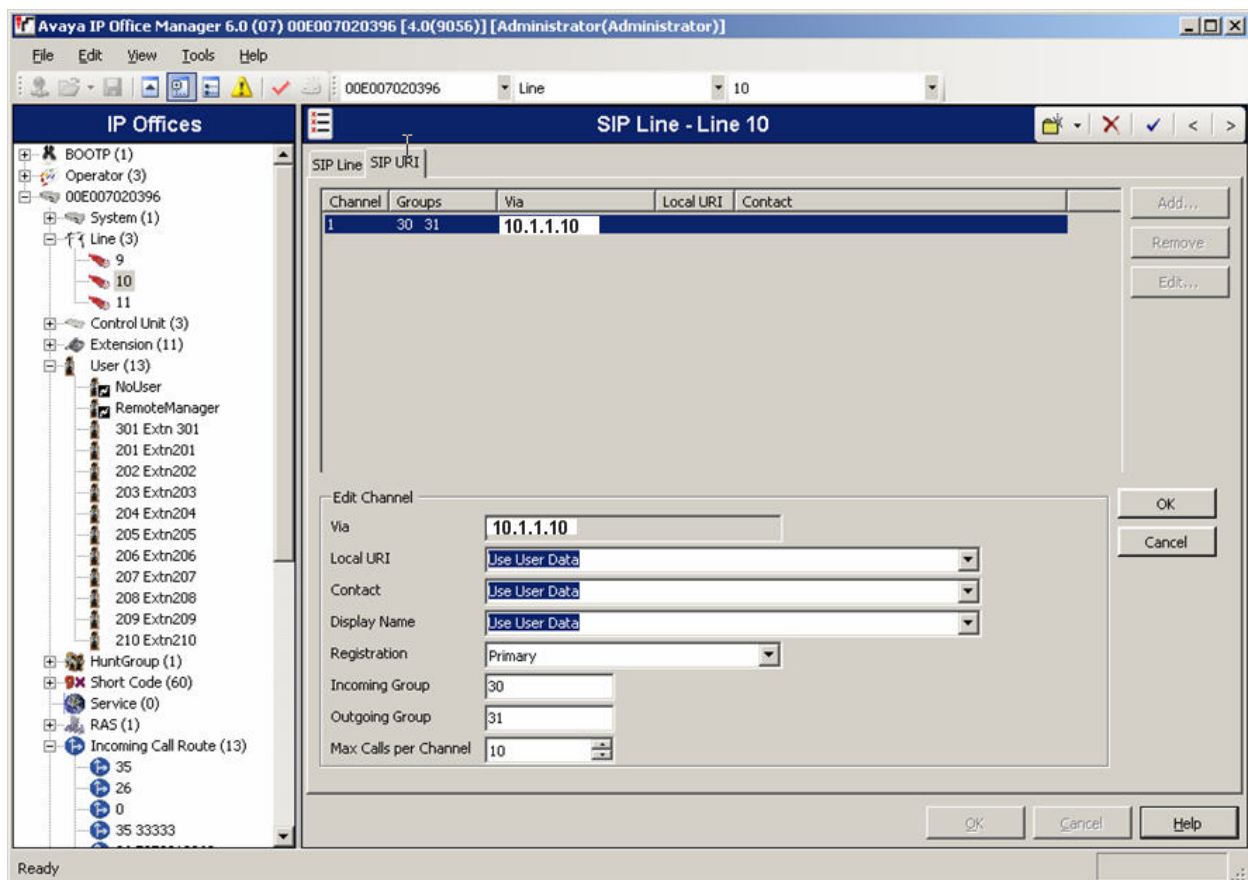 Avaya IP Office Manager 6.0 (07) 00E007020396 [4.0(9056)] [Administrator(Administrator)]
File Edit View Tools Help
00E007020396 Line 10
IP Offices
BOOTP (1)
Operator (3)
00E007020396
System (1)
Line (3)
9
10
11
Control Unit (3)
Extension (11)
User (13)
NoUser
RemoteManager
301 Extn 301
201 Extn201
202 Extn202
203 Extn203
204 Extn204
205 Extn205
206 Extn206
207 Extn207
208 Extn208
209 Extn209
210 Extn210
HuntGroup (1)
Short Code (60)
Service (0)
RAS (1)
Incoming Call Route (13)
35
26
0
35 33333
SIP Line - Line 10
SIP Line SIP URI
Channel Groups Via Local URI Contact
1 30 31 10.1.1.10
Add...
Remove
Edit...
Edit Channel
Via 10.1.1.10
Local URI Use User Data
Contact Use User Data
Display Name Use User Data
Registration Primary
Incoming Group 30
Outgoing Group 31
Max Calls per Channel 10
OK
Cancel
OK Cancel Help
Ready